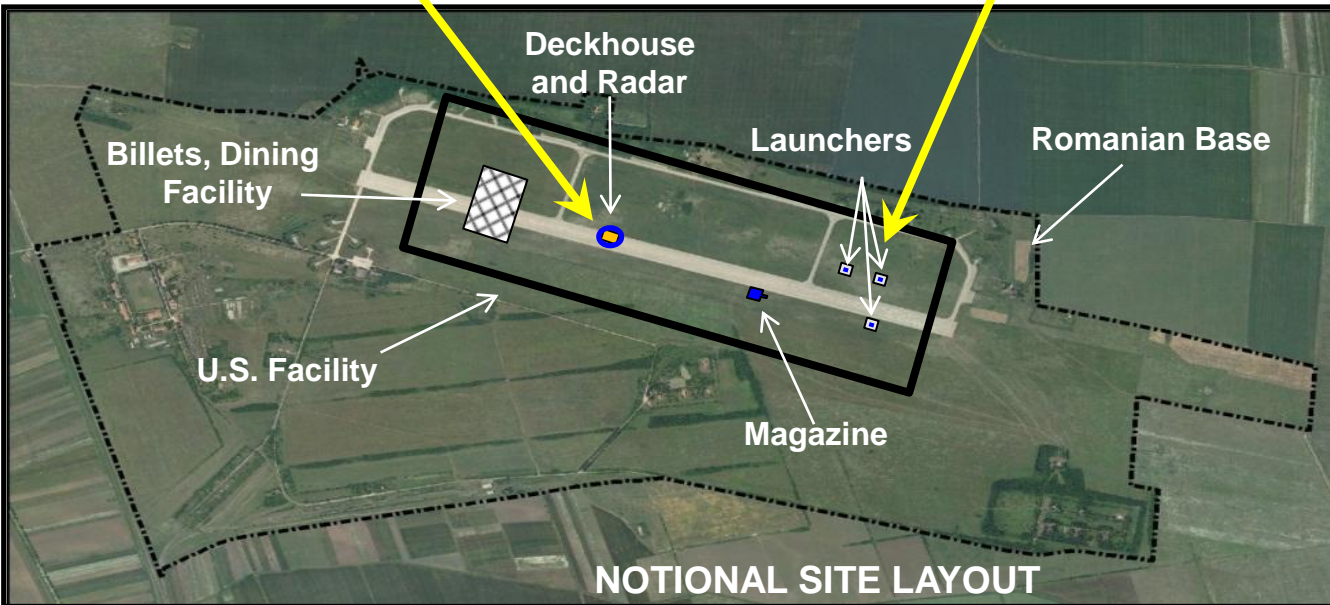 Deckhouse
and Radar
Launchers
Romanian Base
Billets, Dining
Facility
U.S. Facility
Magazine
NOTIONAL SITE LAYOUT